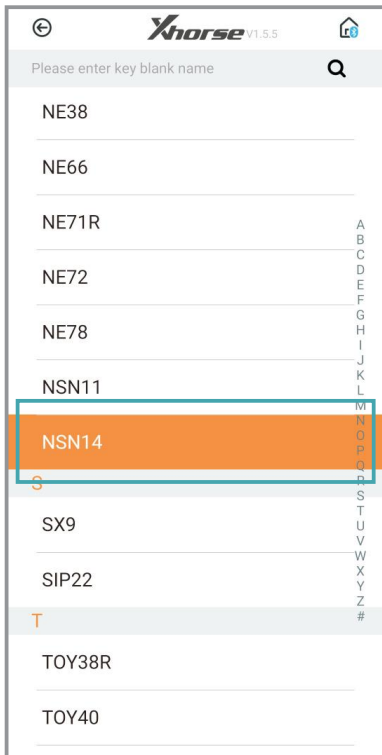 Xhorse V1.5.5
Please enter key blank name
NE38
NE66
NE71R
NE72
NE78
NSN11
NSN14
S
SX9
SIP22
T
TOY38R
TOY40
A
B
C
D
E
F
G
H
I
J
K
L
M
N
O
P
Q
R
S
T
U
V
W
X
Y
Z
#